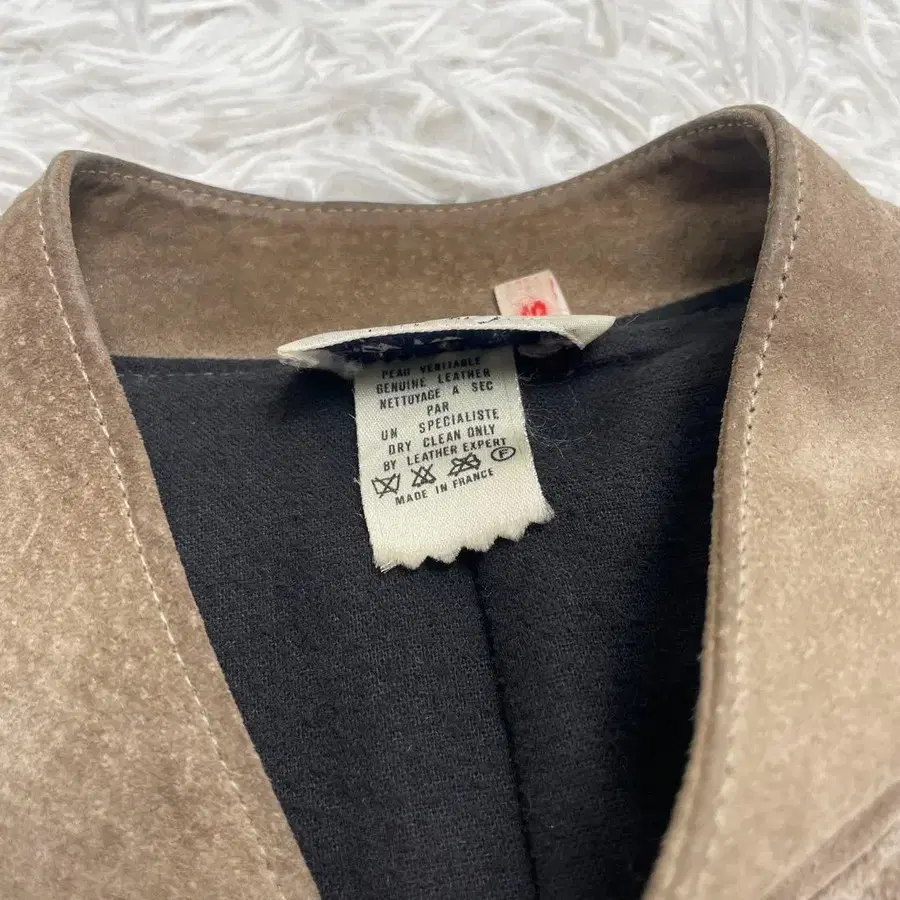 PEAU VERITABLE
GENUINE LEATHER
NETTOYAGE A SEC
PAR
UN SPECIALISTE
DRY CLEAN ONLY
BY LEATHER EXPERT
F
MADE IN FRANCE